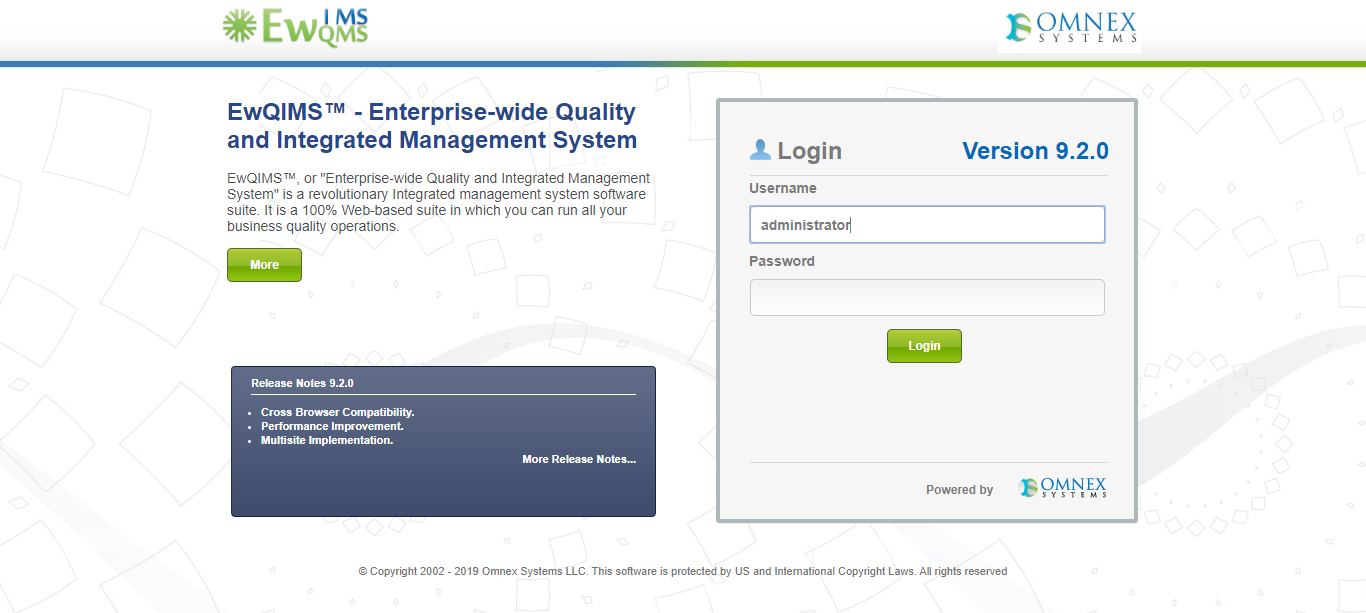 EwIMS
QMS
OMNEX
SYSTEMS
EwQIMS™ - Enterprise-wide Quality
and Integrated Management System
EwQIMS™, or "Enterprise-wide Quality and Integrated Management
System" is a revolutionary Integrated management system software
suite. It is a 100% Web-based suite in which you can run all your
business quality operations.
More
Release Notes 9.2.0
Cross Browser Compatibility.
Performance Improvement.
Multisite Implementation.
More Release Notes...
Login
Version 9.2.0
Username
administrator
Password
Login
Powered by
OMNEX
SYSTEMS
© Copyright 2002 - 2019 Omnex Systems LLC. This software is protected by US and International Copyright Laws. All rights reserved